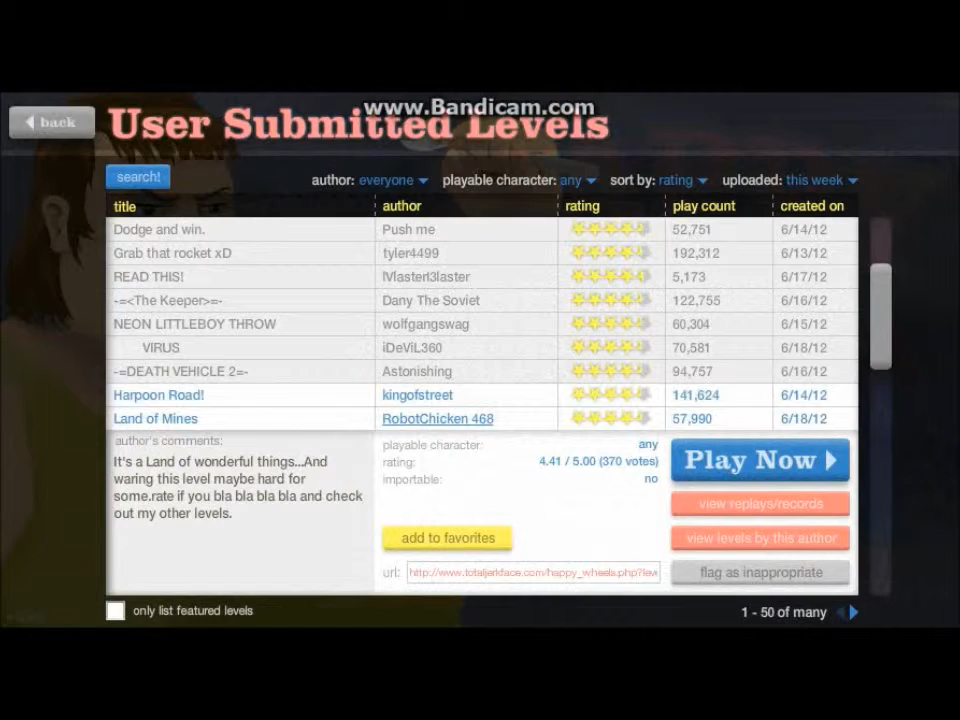 www.Bandicam.com
back
User Submitted Levels
search!
author: everyone playable character: any sort by: rating uploaded: this week
title author rating play count created on
Dodge and win. Push me 52,751 6/14/12
Grab that rocket xD tyler4499 192,312 6/13/12
READ THIS! lVlasterl3laster 5,173 6/17/12
-=<The Keeper>=- Dany The Soviet 122,755 6/16/12
NEON LITTLEBOY THROW wolfgangswag 60,304 6/15/12
VIRUS iDeViL360 70,581 6/18/12
-=DEATH VEHICLE 2=- Astonishing 94,757 6/16/12
Harpoon Road! kingofstreet 141,624 6/14/12
Land of Mines RobotChicken 468 57,990 6/18/12
author's comments:
It's a Land of wonderful things...And
waring this level maybe hard for
some.rate if you bla bla bla bla and check
out my other levels.
playable character: any
rating: 4.41 / 5.00 (370 votes)
importable: no
add to favorites
url: http://www.totaljerkface.com/happy_wheels.php?lev
Play Now
view replays/records
view levels by this author
flag as inappropriate
only list featured levels
1 - 50 of many